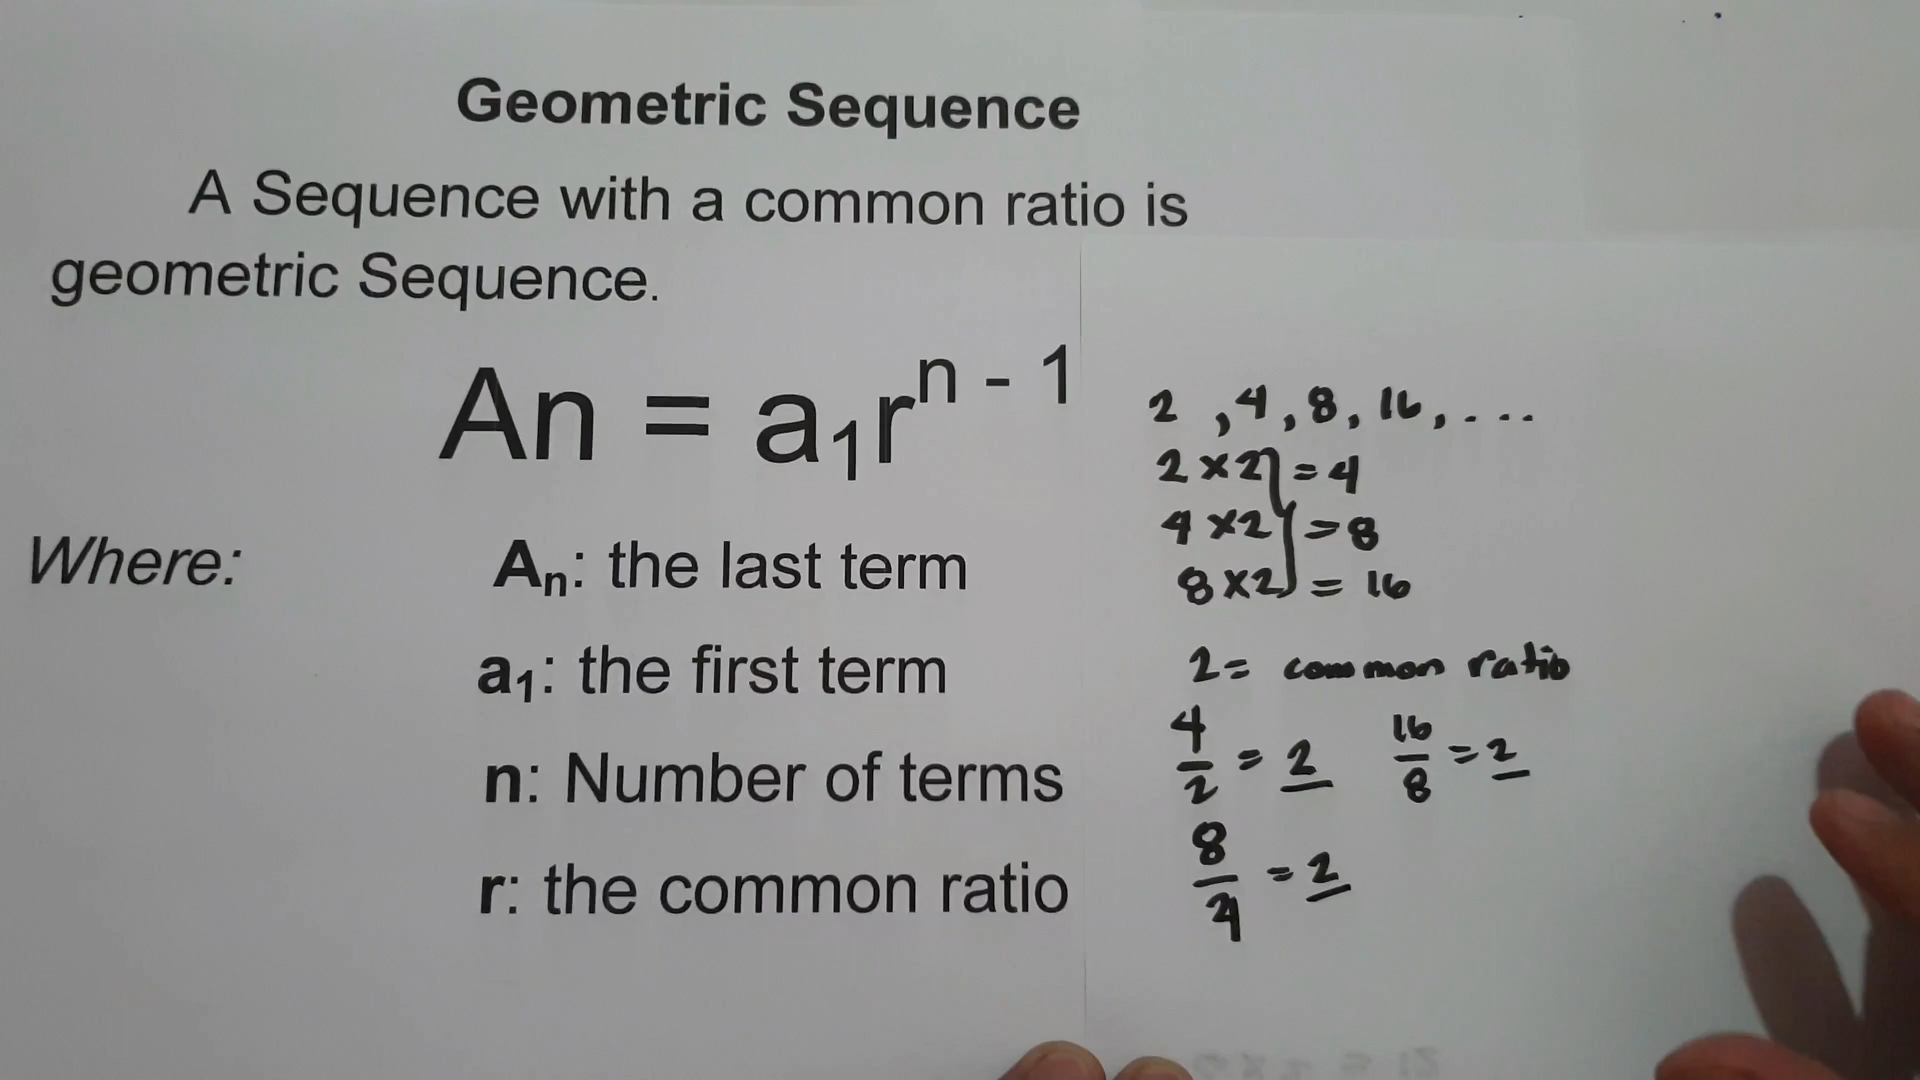 Geometric Sequence
A Sequence with a common ratio is
geometric Sequence.
An = a₁rⁿ ⁻ ¹
Where:
Aₙ: the last term
a₁: the first term
n: Number of terms
r: the common ratio
2 , 4 , 8 , 16 , . . .
2 x 2 = 4
4 x 2 = 8
8 x 2 = 16
2 = common ratio
4/2 = 2 16/8 = 2
8/4 = 2